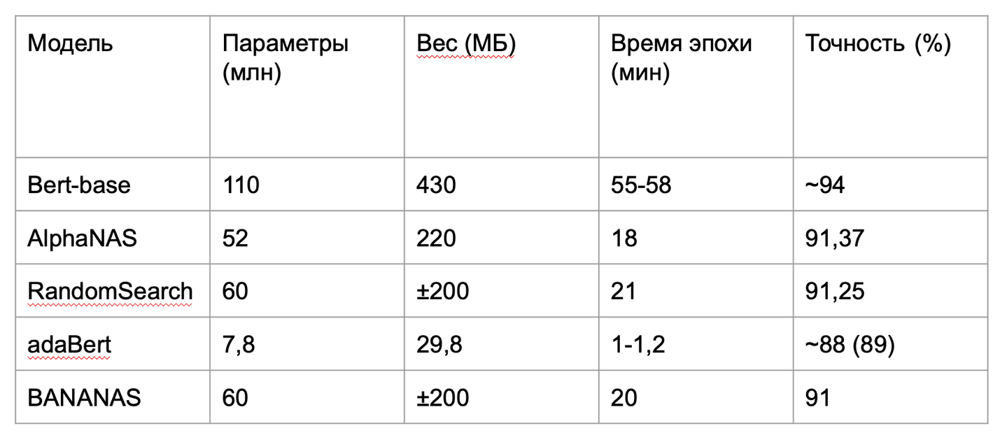 Модель Параметры (млн) Вес (МБ) Время эпохи (мин) Точность (%)
Bert-base 110 430 55-58 ~94
AlphaNAS 52 220 18 91,37
RandomSearch 60 ±200 21 91,25
adaBert 7,8 29,8 1-1,2 ~88 (89)
BANANAS 60 ±200 20 91